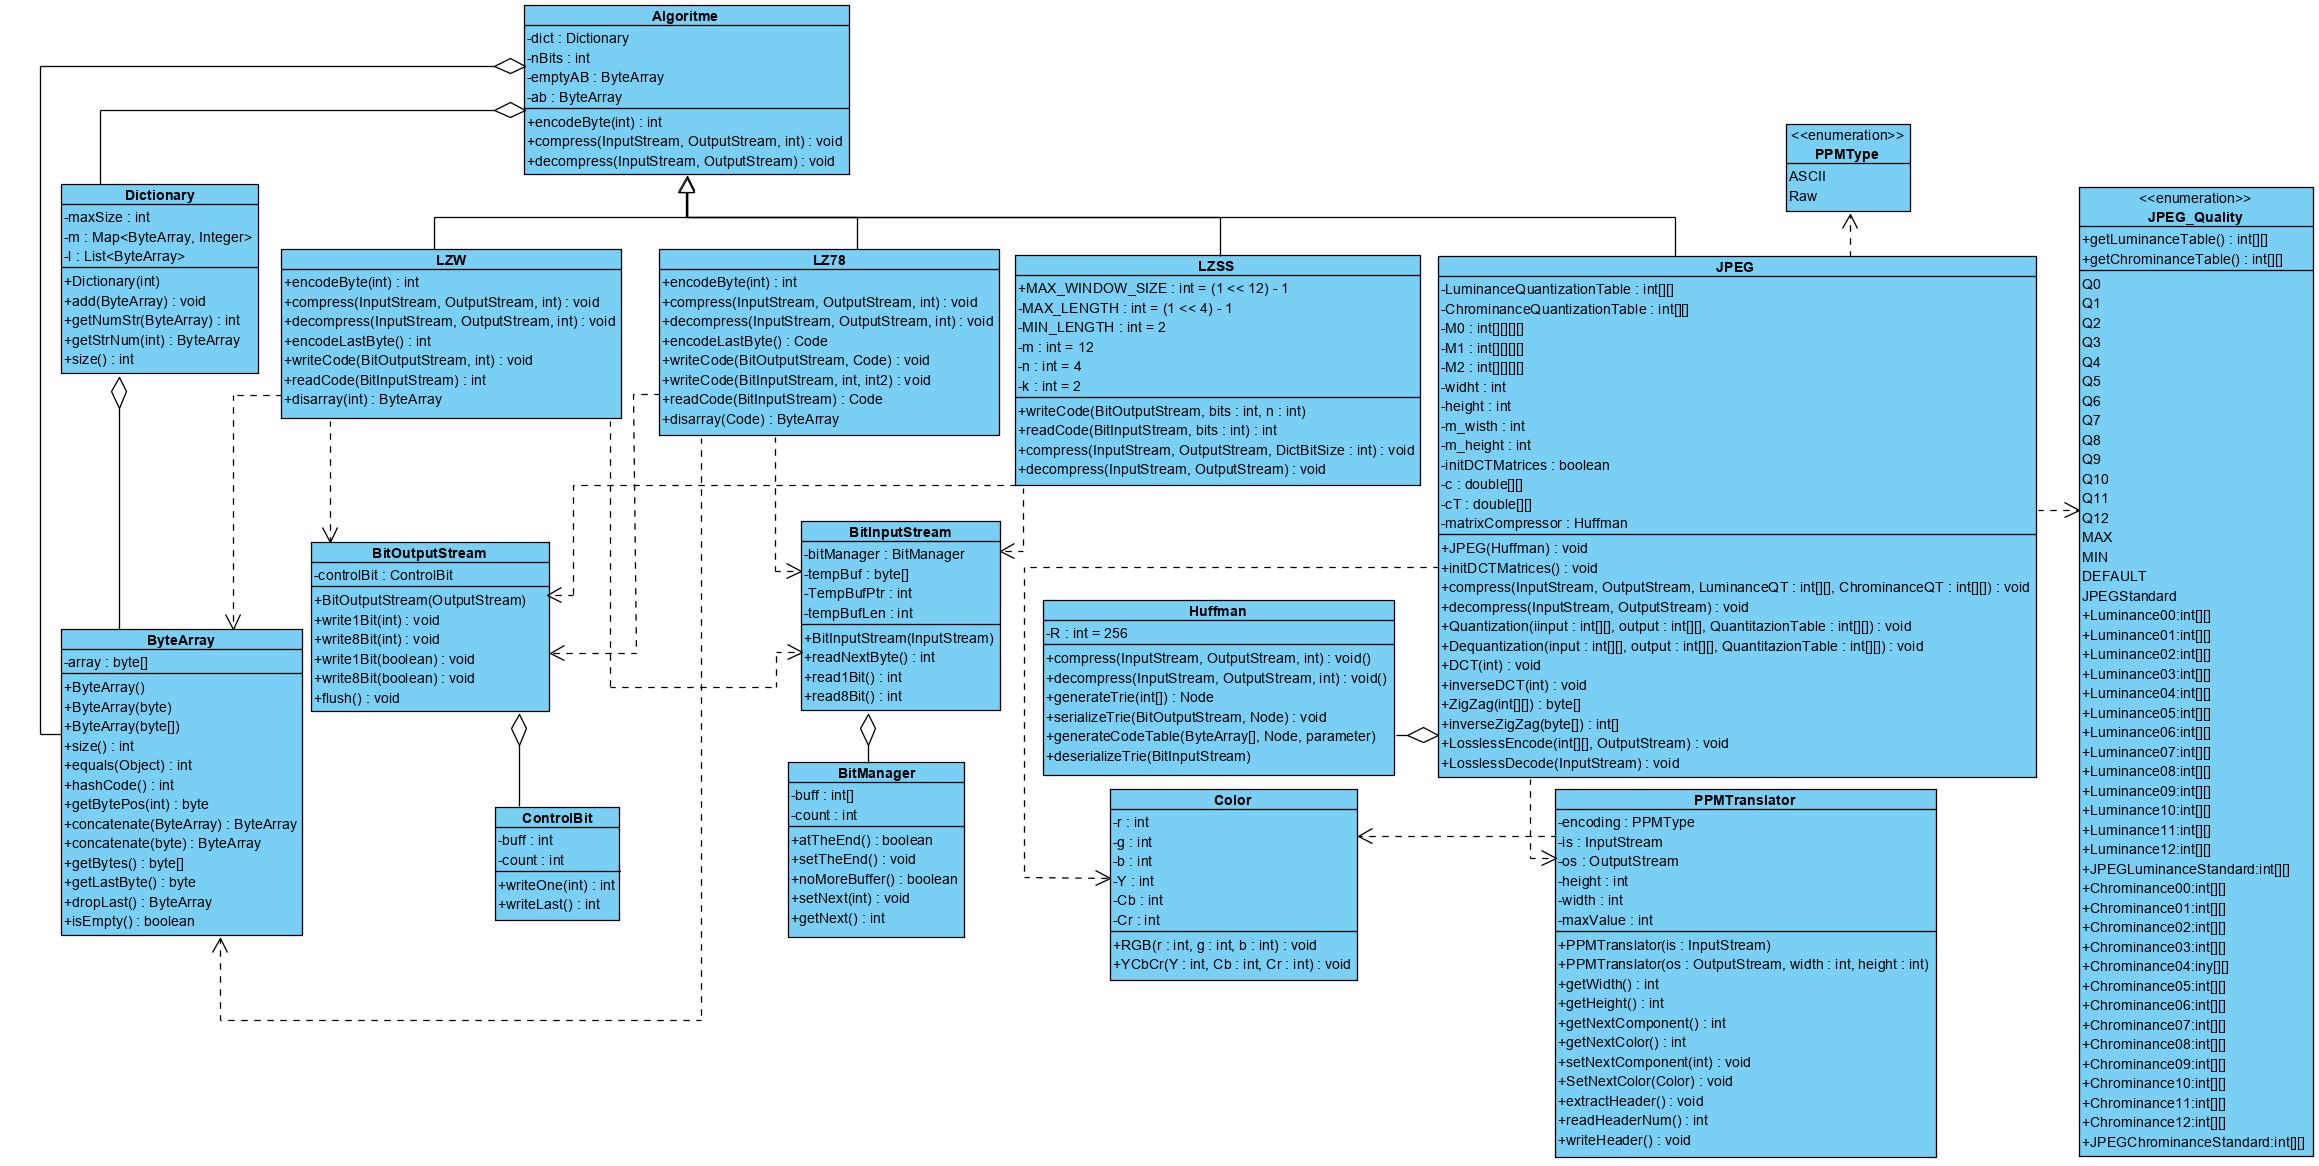 Algoritme
-dict : Dictionary
-nBits : int
-emptyAB : ByteArray
-ab : ByteArray
+encodeByte(int) : int
+compress(InputStream, OutputStream, int) : void
+decompress(InputStream, OutputStream) : void
<<enumeration>>
PPMType
ASCII
Raw
Dictionary
-maxSize : int
-m : Map<ByteArray, Integer>
-l : List<ByteArray>
+Dictionary(int)
+add(ByteArray) : void
+getNumStr(ByteArray) : int
+getStrNum(int) : ByteArray
+size() : int
LZW
+encodeByte(int) : int
+compress(InputStream, OutputStream, int) : void
+decompress(InputStream, OutputStream, int) : void
+encodeLastByte() : int
+writeCode(BitOutputStream, int) : void
+readCode(BitInputStream) : int
+disarray(int) : ByteArray
LZ78
+encodeByte(int) : int
+compress(InputStream, OutputStream, int) : void
+decompress(InputStream, OutputStream, int) : void
+encodeLastByte() : Code
+writeCode(BitOutputStream, Code) : void
+writeCode(BitInputStream, int, int2) : void
+readCode(BitInputStream) : Code
+disarray(Code) : ByteArray
LZSS
+MAX_WINDOW_SIZE : int = (1 << 12) - 1
-MAX_LENGTH : int = (1 << 4) - 1
-MIN_LENGTH : int = 2
-m : int = 12
-n : int = 4
-k : int = 2
+writeCode(BitOutputStream, bits : int, n : int)
+readCode(BitInputStream, bits : int) : int
+compress(InputStream, OutputStream, DictBitSize : int) : void
+decompress(InputStream, OutputStream) : void
JPEG
-LuminanceQuantizationTable : int[][]
-ChrominanceQuantizationTable : int[][]
-M0 : int[][][][]
-M1 : int[][][][]
-M2 : int[][][][]
-widht : int
-height : int
-m_wisth : int
-m_height : int
-initDCTMatrices : boolean
-c : double[][]
-cT : double[][]
-matrixCompressor : Huffman
+JPEG(Huffman) : void
+initDCTMatrices() : void
+compress(InputStream, OutputStream, LuminanceQT : int[][], ChrominanceQT : int[][]) : void
+decompress(InputStream, OutputStream) : void
+Quantization(iinput : int[][], output : int[][], QuantitazionTable : int[][]) : void
+Dequantization(input : int[][], output : int[][], QuantitazionTable : int[][]) : void
+DCT(int) : void
+inverseDCT(int) : void
+ZigZag(int[][]) : byte[]
+inverseZigZag(byte[]) : int[]
+LosslessEncode(int[][], OutputStream) : void
+LosslessDecode(InputStream) : void
<<enumeration>>
JPEG_Quality
+getLuminanceTable() : int[][]
+getChrominanceTable() : int[][]
Q0
Q1
Q2
Q3
Q4
Q5
Q6
Q7
Q8
Q9
Q10
Q11
Q12
MAX
MIN
DEFAULT
JPEGStandard
+Luminance00:int[][]
+Luminance01:int[][]
+Luminance02:int[][]
+Luminance03:int[][]
+Luminance04:int[][]
+Luminance05:int[][]
+Luminance06:int[][]
+Luminance07:int[][]
+Luminance08:int[][]
+Luminance09:int[][]
+Luminance10:int[][]
+Luminance11:int[][]
+Luminance12:int[][]
+JPEGLuminanceStandard:int[][]
+Chrominance00:int[][]
+Chrominance01:int[][]
+Chrominance02:int[][]
+Chrominance03:int[][]
+Chrominance04:iny[][]
+Chrominance05:int[][]
+Chrominance06:int[][]
+Chrominance07:int[][]
+Chrominance08:int[][]
+Chrominance09:int[][]
+Chrominance10:int[][]
+Chrominance11:int[][]
+Chrominance12:int[][]
+JPEGChrominanceStandard:int[][]
BitOutputStream
-controlBit : ControlBit
+BitOutputStream(OutputStream)
+write1Bit(int) : void
+write8Bit(int) : void
+write1Bit(boolean) : void
+write8Bit(boolean) : void
+flush() : void
BitInputStream
-bitManager : BitManager
-tempBuf : byte[]
-TempBufPtr : int
-tempBufLen : int
+BitInputStream(InputStream)
+readNextByte() : int
+read1Bit() : int
+read8Bit() : int
Huffman
-R : int = 256
+compress(InputStream, OutputStream, int) : void()
+decompress(InputStream, OutputStream, int) : void()
+generateTrie(int[]) : Node
+serializeTrie(BitOutputStream, Node) : void
+generateCodeTable(ByteArray[], Node, parameter)
+deserializeTrie(BitInputStream)
ByteArray
-array : byte[]
+ByteArray()
+ByteArray(byte)
+ByteArray(byte[])
+size() : int
+equals(Object) : int
+hashCode() : int
+getBytePos(int) : byte
+concatenate(ByteArray) : ByteArray
+concatenate(byte) : ByteArray
+getBytes() : byte[]
+getLastByte() : byte
+dropLast() : ByteArray
+isEmpty() : boolean
ControlBit
-buff : int
-count : int
+writeOne(int) : int
+writeLast() : int
BitManager
-buff : int[]
-count : int
+atTheEnd() : boolean
+setTheEnd() : void
+noMoreBuffer() : boolean
+setNext(int) : void
+getNext() : int
Color
-r : int
-g : int
-b : int
-Y : int
-Cb : int
-Cr : int
+RGB(r : int, g : int, b : int) : void
+YCbCr(Y : int, Cb : int, Cr : int) : void
PPMTranslator
-encoding : PPMType
-is : InputStream
-os : OutputStream
-height : int
-width : int
-maxValue : int
+PPMTranslator(is : InputStream)
+PPMTranslator(os : OutputStream, width : int, height : int)
+getWidth() : int
+getHeight() : int
+getNextComponent() : int
+getNextColor() : int
+setNextComponent(int) : void
+SetNextColor(Color) : void
+extractHeader() : void
+readHeaderNum() : int
+writeHeader() : void